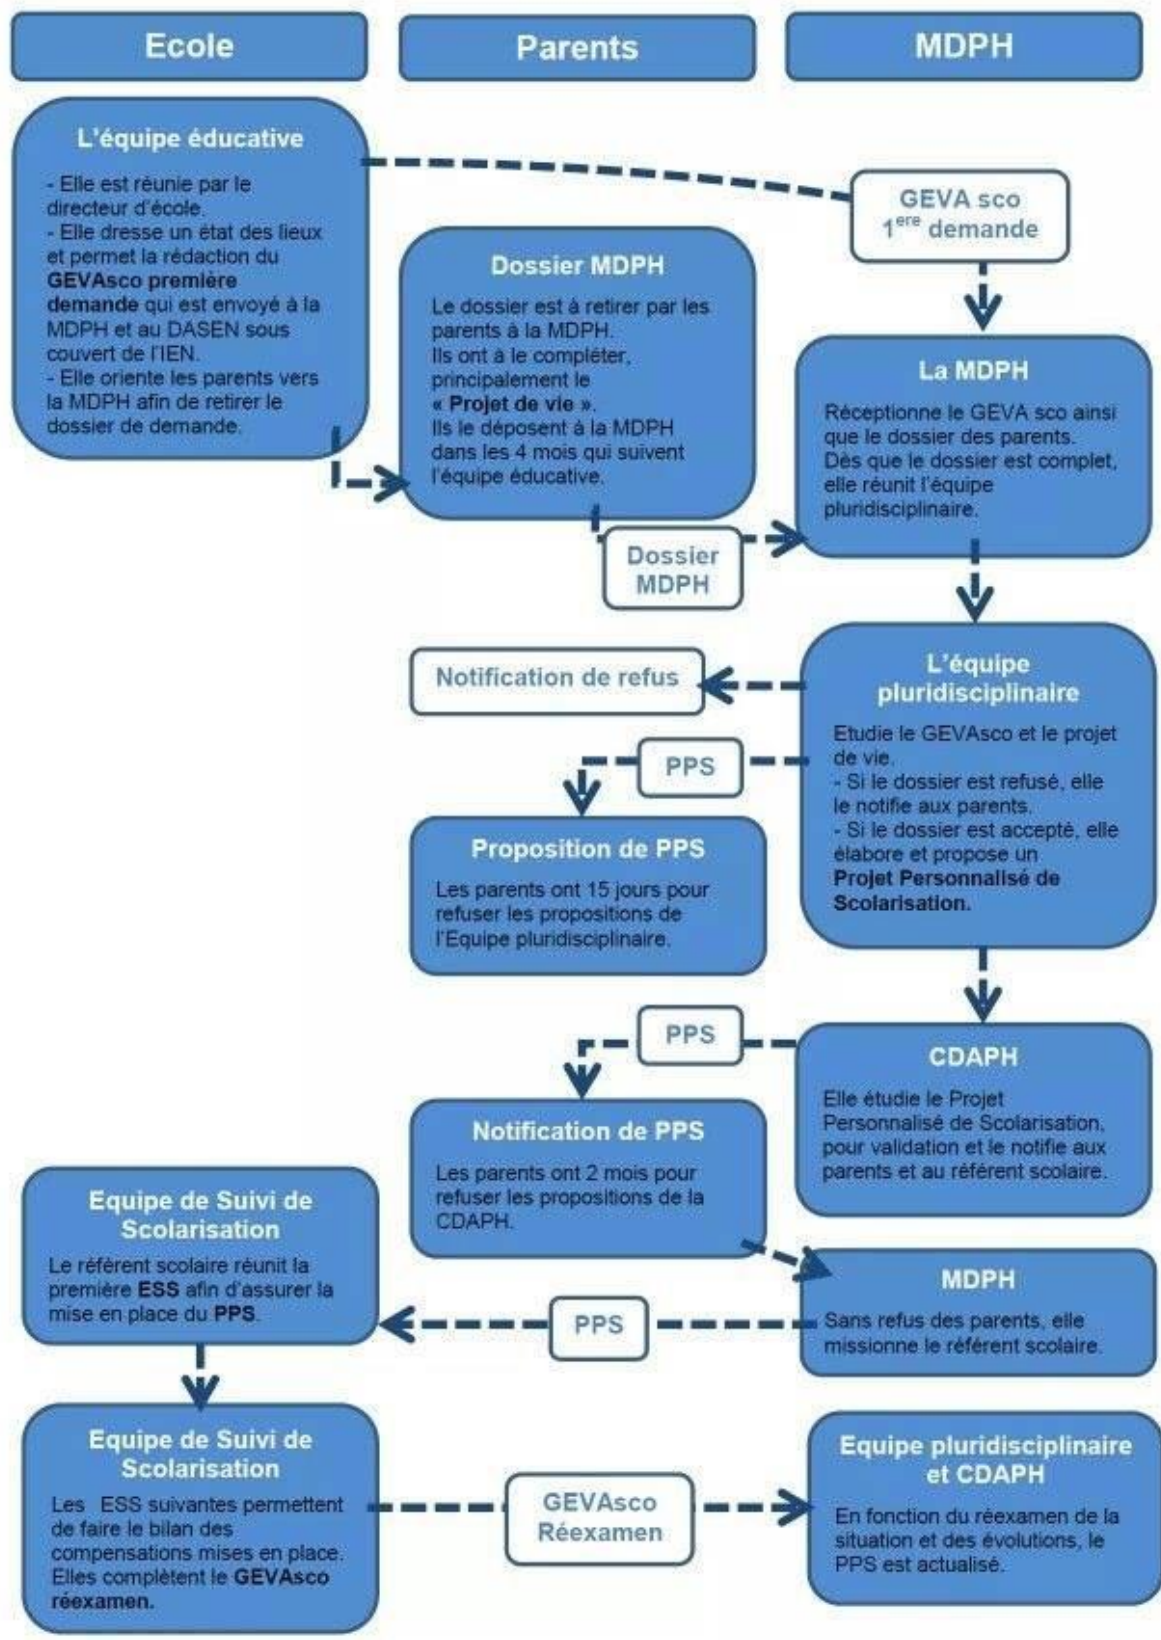 Ecole
Parents
MDPH
L'équipe éducative
- Elle est réunie par le
directeur d'école.
- Elle dresse un état des lieux
et permet la rédaction du
GEVAsco première
demande qui est envoyé à la
MDPH et au DASEN sous
couvert de l'IEN.
- Elle oriente les parents vers
la MDPH afin de retirer le
dossier de demande.
GEVA sco
1ere demande
Dossier MDPH
Le dossier est à retirer par les
parents à la MDPH.
Ils ont à le compléter,
principalement le
« Projet de vie ».
Ils le déposent à la MDPH
dans les 4 mois qui suivent
l'équipe éducative.
La MDPH
Réceptionne le GEVA sco ainsi
que le dossier des parents.
Dès que le dossier est complet,
elle réunit l'équipe
pluridisciplinaire.
Dossier
MDPH
L'équipe
pluridisciplinaire
Etudie le GEVAsco et le projet
de vie.
- Si le dossier est refusé, elle
le notifie aux parents.
- Si le dossier est accepté, elle
élabore et propose un
Projet Personnalisé de
Scolarisation.
Notification de refus
PPS
Proposition de PPS
Les parents ont 15 jours pour
refuser les propositions de
l'Equipe pluridisciplinaire.
PPS
CDAPH
Elle étudie le Projet
Personnalisé de Scolarisation,
pour validation et le notifie aux
parents et au référent scolaire.
Notification de PPS
Les parents ont 2 mois pour
refuser les propositions de la
CDAPH.
Equipe de Suivi de
Scolarisation
Le référent scolaire réunit la
première ESS afin d'assurer la
mise en place du PPS.
MDPH
Sans refus des parents, elle
missionne le référent scolaire.
PPS
Equipe de Suivi de
Scolarisation
Les ESS suivantes permettent
de faire le bilan des
compensations mises en place.
Elles complètent le GEVAsco
réexamen.
GEVAsco
Réexamen
Equipe pluridisciplinaire
et CDAPH
En fonction du réexamen de la
situation et des évolutions, le
PPS est actualisé.